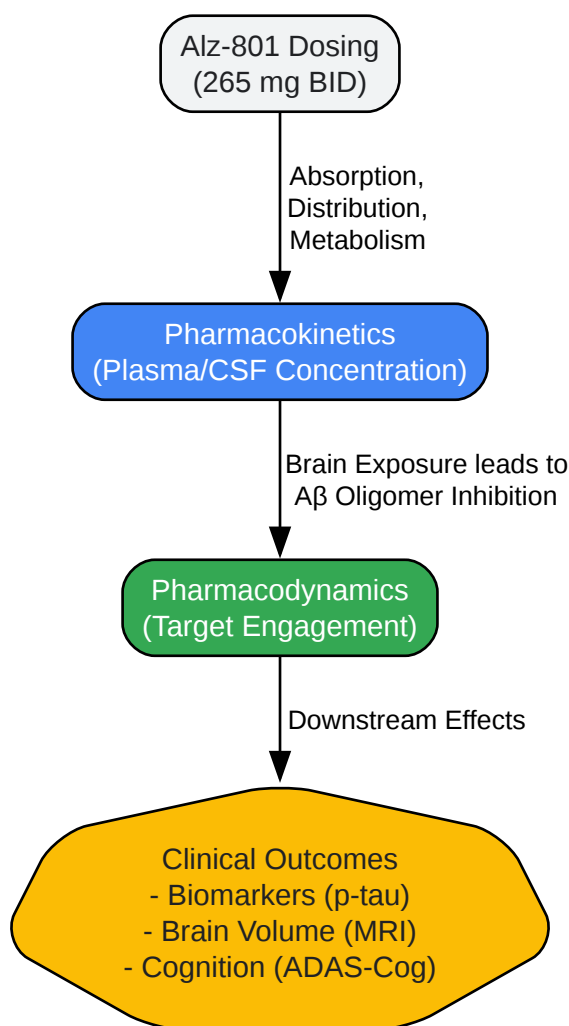 Alz-801 Dosing
(265 mg BID)
Absorption,
Distribution,
Metabolism
Pharmacokinetics
(Plasma/CSF Concentration)
Brain Exposure leads to
Aβ Oligomer Inhibition
Pharmacodynamics
(Target Engagement)
Downstream Effects
Clinical Outcomes
- Biomarkers (p-tau)
- Brain Volume (MRI)
- Cognition (ADAS-Cog)